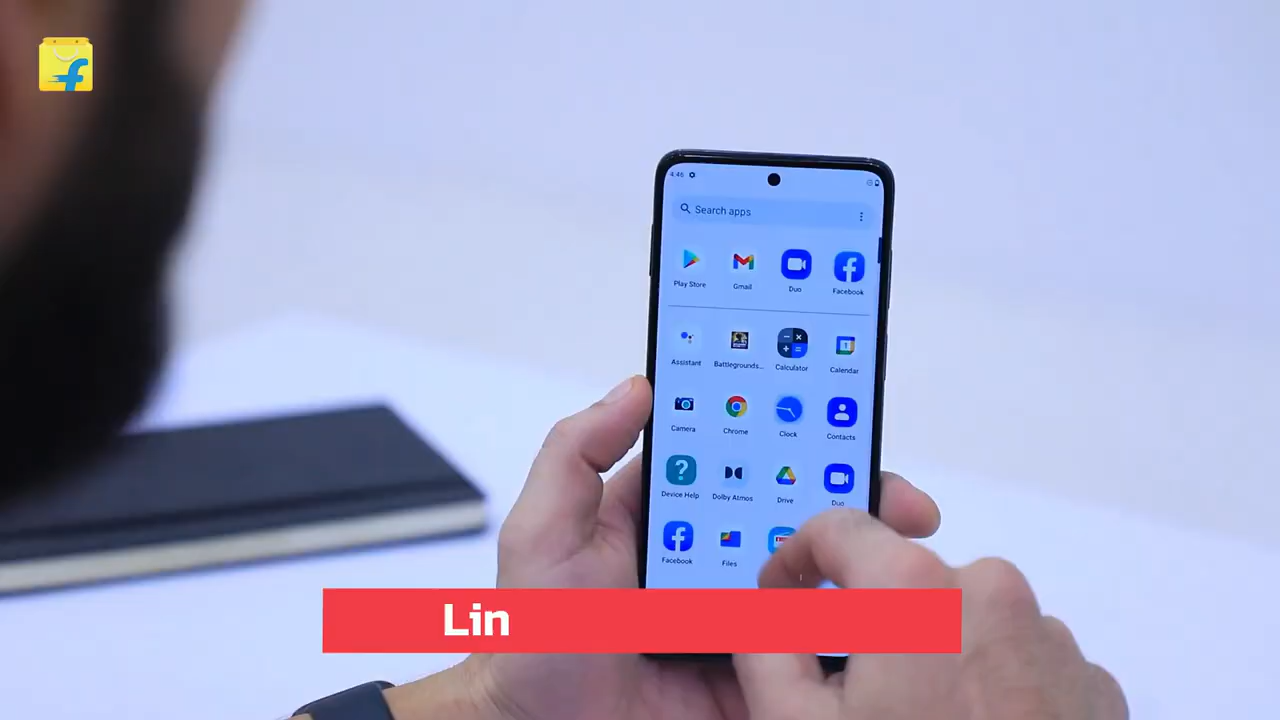 f
4:46
Search apps
Play Store
Gmail
Duo
Facebook
Assistant
Battlegrounds...
Calculator
Calendar
Camera
Chrome
Clock
Contacts
Device Help
Dolby Atmos
Drive
Duo
Facebook
Files
Lin